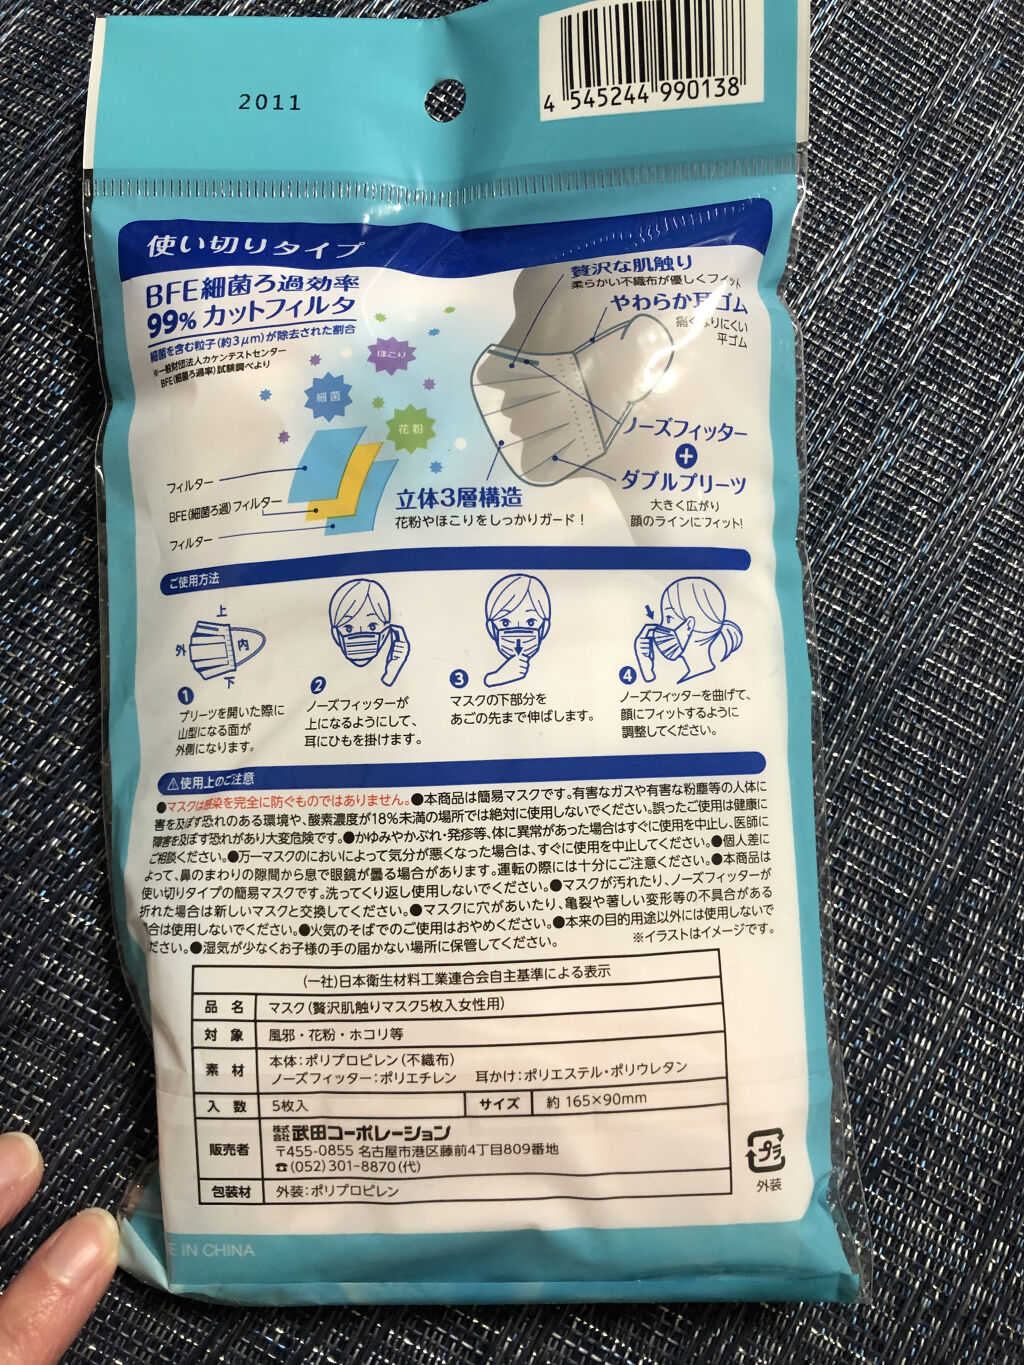 2011
4 545244 990138
使い切りタイプ
BFE細菌ろ過効率
99% カットフィルタ
細菌を含む粒子(約3μm)が除去された割合
※一般財団法人カケンテストセンター
BFE(細菌ろ過率)試験調べより
ほこり
細菌
花粉
フィルター
BFE(細菌ろ過)フィルター
フィルター
贅沢な肌触り
柔らかい不織布が優しくフィット
やわらか耳ゴム
痛くなりにくい
平ゴム
ノーズフィッター
+
ダブルプリーツ
大きく広がり
顔のラインにフィット!
立体3層構造
花粉やほこりをしっかりガード!
ご使用方法
上
外
内
下
1
プリーツを開いた際に
山型になる面が
外側になります。
2
ノーズフィッターが
上になるようにして、
耳にひもを掛けます。
3
マスクの下部分を
あごの先まで伸ばします。
4
ノーズフィッターを曲げて、
顔にフィットするように
調整してください。
⚠使用上のご注意
●マスクは感染を完全に防ぐものではありません。●本商品は簡易マスクです。有害なガスや有害な粉塵等の人体に
害を及ぼす恐れのある環境や、酸素濃度が18%未満の場所では絶対に使用しないでください。誤ったご使用は健康に
障害を及ぼす恐れがあり大変危険です。●かゆみやかぶれ・発疹等、体に異常があった場合はすぐに使用を中止し、医師に
ご相談ください。●万一マスクのにおいによって気分が悪くなった場合は、すぐに使用を中止してください。●個人差に
よって、鼻のまわりの隙間から息で眼鏡が曇る場合があります。運転の際には十分にご注意ください。●本商品は
使い切りタイプの簡易マスクです。洗ってくり返し使用しないでください。●マスクが汚れたり、ノーズフィッターが
折れた場合は新しいマスクと交換してください。●マスクに穴があいたり、亀裂や著しい変形等の不具合がある
合は使用しないでください。●火気のそばでのご使用はおやめください。●本来の目的用途以外には使用しないで
ださい。●湿気が少なくお子様の手の届かない場所に保管してください。
※イラストはイメージです。
(一社)日本衛生材料工業連合会自主基準による表示
品 名 マスク(贅沢肌触りマスク5枚入女性用)
対 象 風邪・花粉・ホコリ等
素 材 本体:ポリプロピレン(不織布)
ノーズフィッター:ポリエチレン 耳かけ:ポリエステル・ポリウレタン
入 数 5枚入 サイズ 約 165×90mm
販売者 株式会社武田コーポレーション
〒455-0855 名古屋市港区藤前4丁目809番地
☎(052)301-8870(代)
包装材 外装:ポリプロピレン
プラ
外装
E IN CHINA